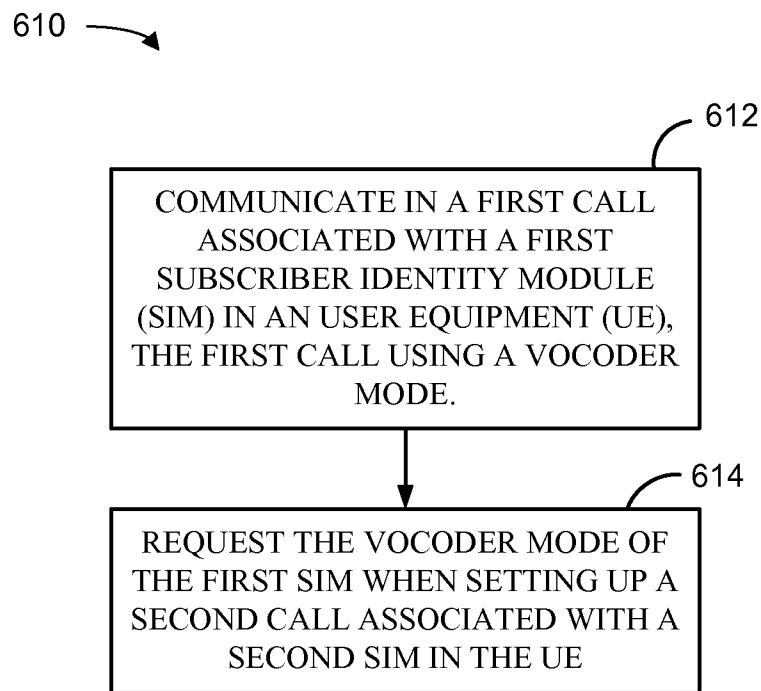 610
612
COMMUNICATE IN A FIRST CALL
ASSOCIATED WITH A FIRST
SUBSCRIBER IDENTITY MODULE
(SIM) IN AN USER EQUIPMENT (UE),
THE FIRST CALL USING A VOCODER
MODE.
614
REQUEST THE VOCODER MODE OF
THE FIRST SIM WHEN SETTING UP A
SECOND CALL ASSOCIATED WITH A
SECOND SIM IN THE UE